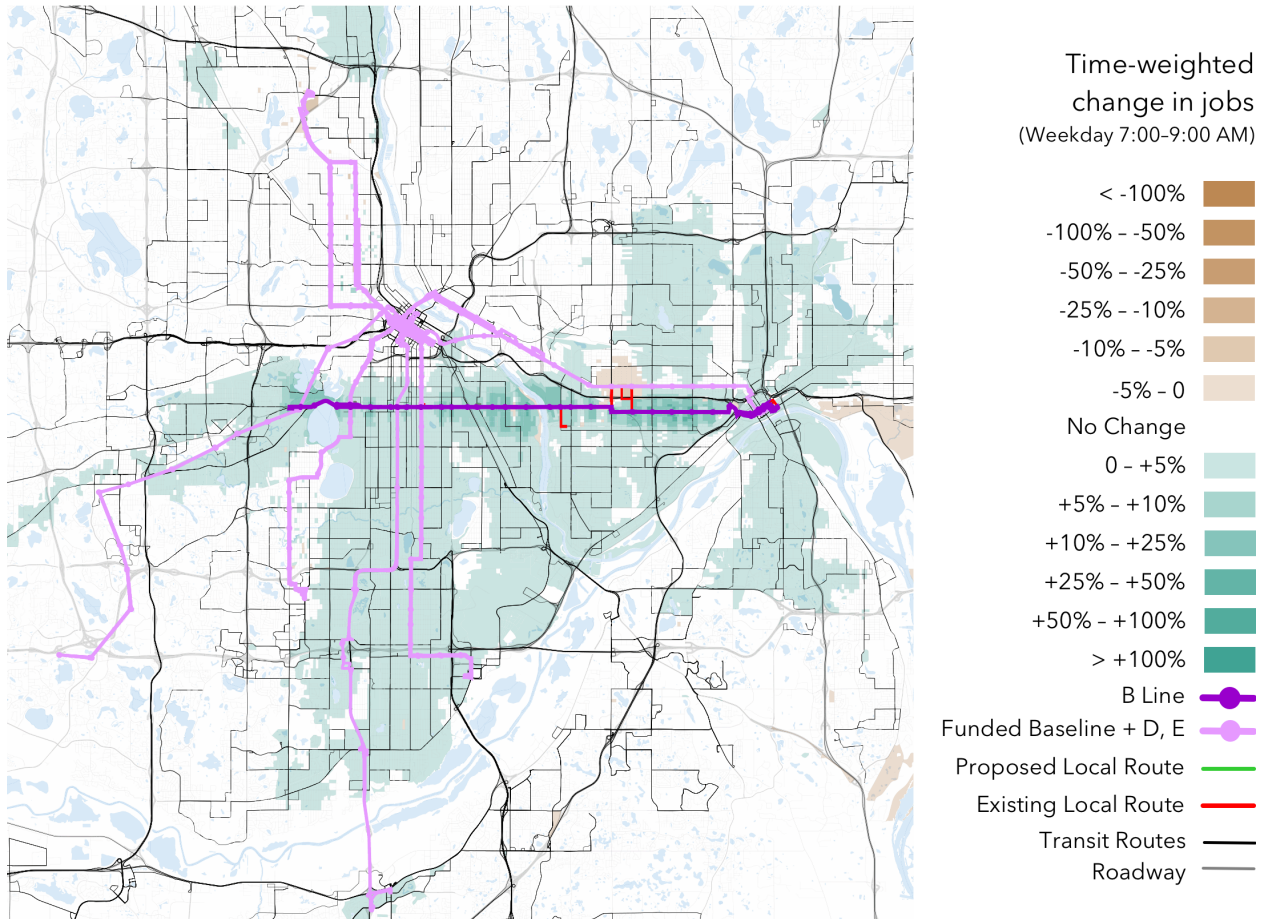 Time-weighted
change in jobs
(Weekday 7:00–9:00 AM)
< -100%
-100% – -50%
-50% – -25%
-25% – -10%
-10% – -5%
-5% – 0
No Change
0 – +5%
+5% – +10%
+10% – +25%
+25% – +50%
+50% – +100%
> +100%
B Line
Funded Baseline + D, E
Proposed Local Route
Existing Local Route
Transit Routes
Roadway